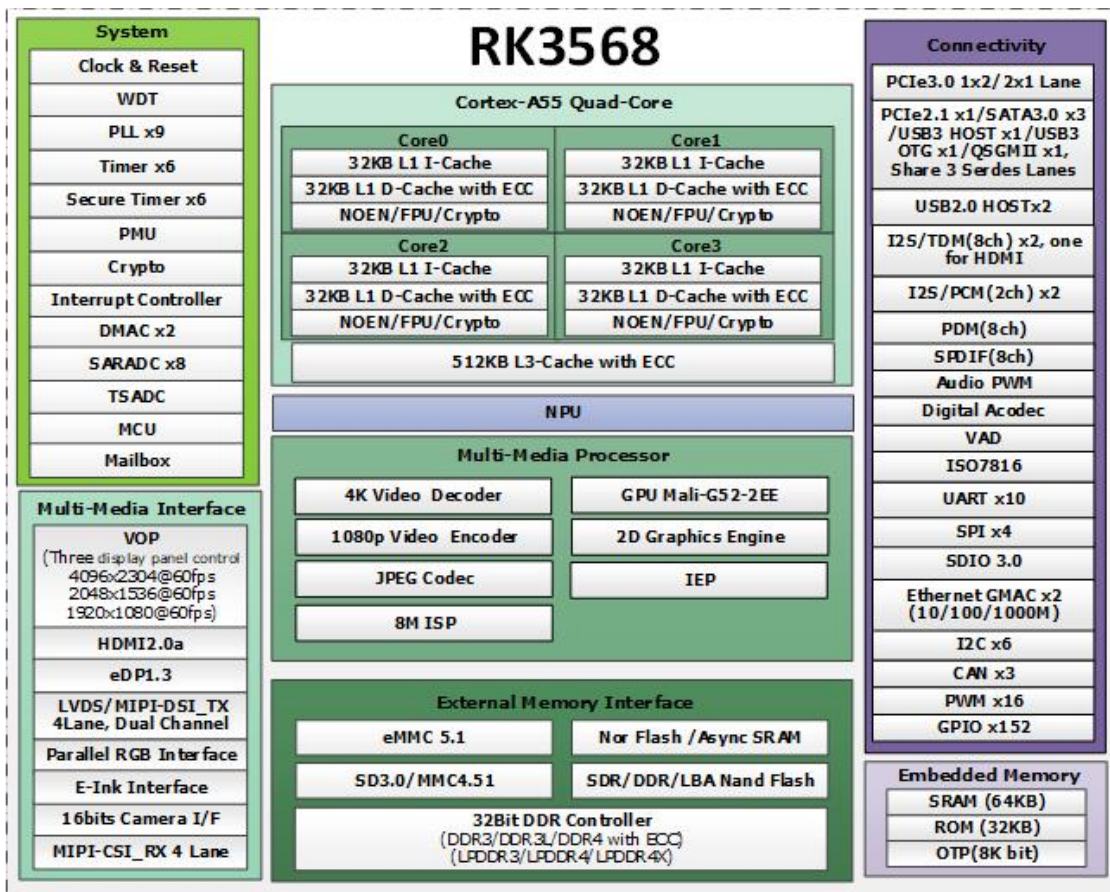 System
Clock & Reset
WDT
PLL x9
Timer x6
Secure Timer x6
PMU
Crypto
Interrupt Controller
DMAC x2
SARADC x8
TSADC
MCU
Mailbox
Multi-Media Interface
VOP
(Three display panel control
4096x2304@60fps
2048x1536@60fps
1920x1080@60fps)
HDMI2.0a
eDP1.3
LVDS/MIPI-DSI_TX
4Lane, Dual Channel
Parallel RGB Interface
E-Ink Interface
16bits Camera I/F
MIPI-CSI_RX 4 Lane
RK3568
Cortex-A55 Quad-Core
Core0
32KB L1 I-Cache
32KB L1 D-Cache with ECC
NOEN/FPU/Crypto
Core1
32KB L1 I-Cache
32KB L1 D-Cache with ECC
NOEN/FPU/Crypto
Core2
32KB L1 I-Cache
32KB L1 D-Cache with ECC
NOEN/FPU/Crypto
Core3
32KB L1 I-Cache
32KB L1 D-Cache with ECC
NOEN/FPU/Crypto
512KB L3-Cache with ECC
NPU
Multi-Media Processor
4K Video Decoder
GPU Mali-G52-2EE
1080p Video Encoder
2D Graphics Engine
JPEG Codec
IEP
8M ISP
External Memory Interface
eMMC 5.1
Nor Flash /Async SRAM
SD3.0/MMC4.51
SDR/DDR/LBA Nand Flash
32Bit DDR Controller
(DDR3/DDR3L/DDR4 with ECC)
(LPDDR3/LPDDR4/LPDDR4X)
Connectivity
PCIe3.0 1x2/ 2x1 Lane
PCIe2.1 x1/SATA3.0 x3
/USB3 HOST x1/USB3
OTG x1/QSGMII x1,
Share 3 Serdes Lanes
USB2.0 HOSTx2
I2S/TDM(8ch) x2, one
for HDMI
I2S/PCM(2ch) x2
PDM(8ch)
SPDIF(8ch)
Audio PWM
Digital Acodec
VAD
ISO7816
UART x10
SPI x4
SDIO 3.0
Ethernet GMAC x2
(10/100/1000M)
I2C x6
CAN x3
PWM x16
GPIO x152
Embedded Memory
SRAM (64KB)
ROM (32KB)
OTP(8K bit)